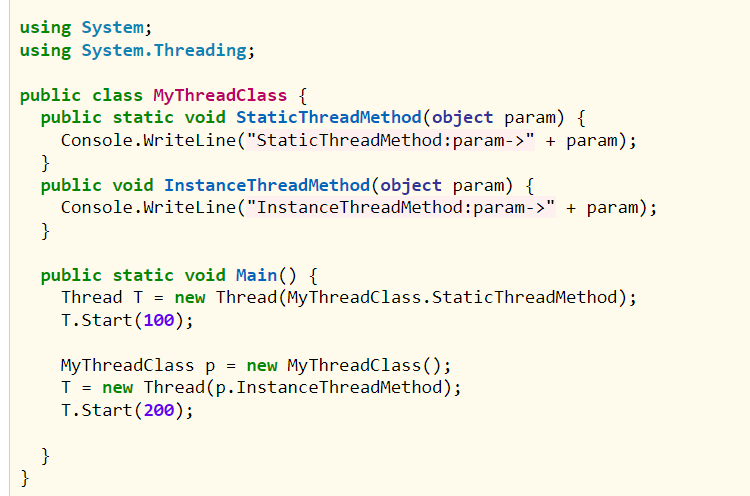 using System;
using System.Threading;

public class MyThreadClass {
  public static void StaticThreadMethod(object param) {
    Console.WriteLine("StaticThreadMethod:param->" + param);
  }
  public void InstanceThreadMethod(object param) {
    Console.WriteLine("InstanceThreadMethod:param->" + param);
  }

  public static void Main() {
    Thread T = new Thread(MyThreadClass.StaticThreadMethod);
    T.Start(100);

    MyThreadClass p = new MyThreadClass();
    T = new Thread(p.InstanceThreadMethod);
    T.Start(200);

  }
}